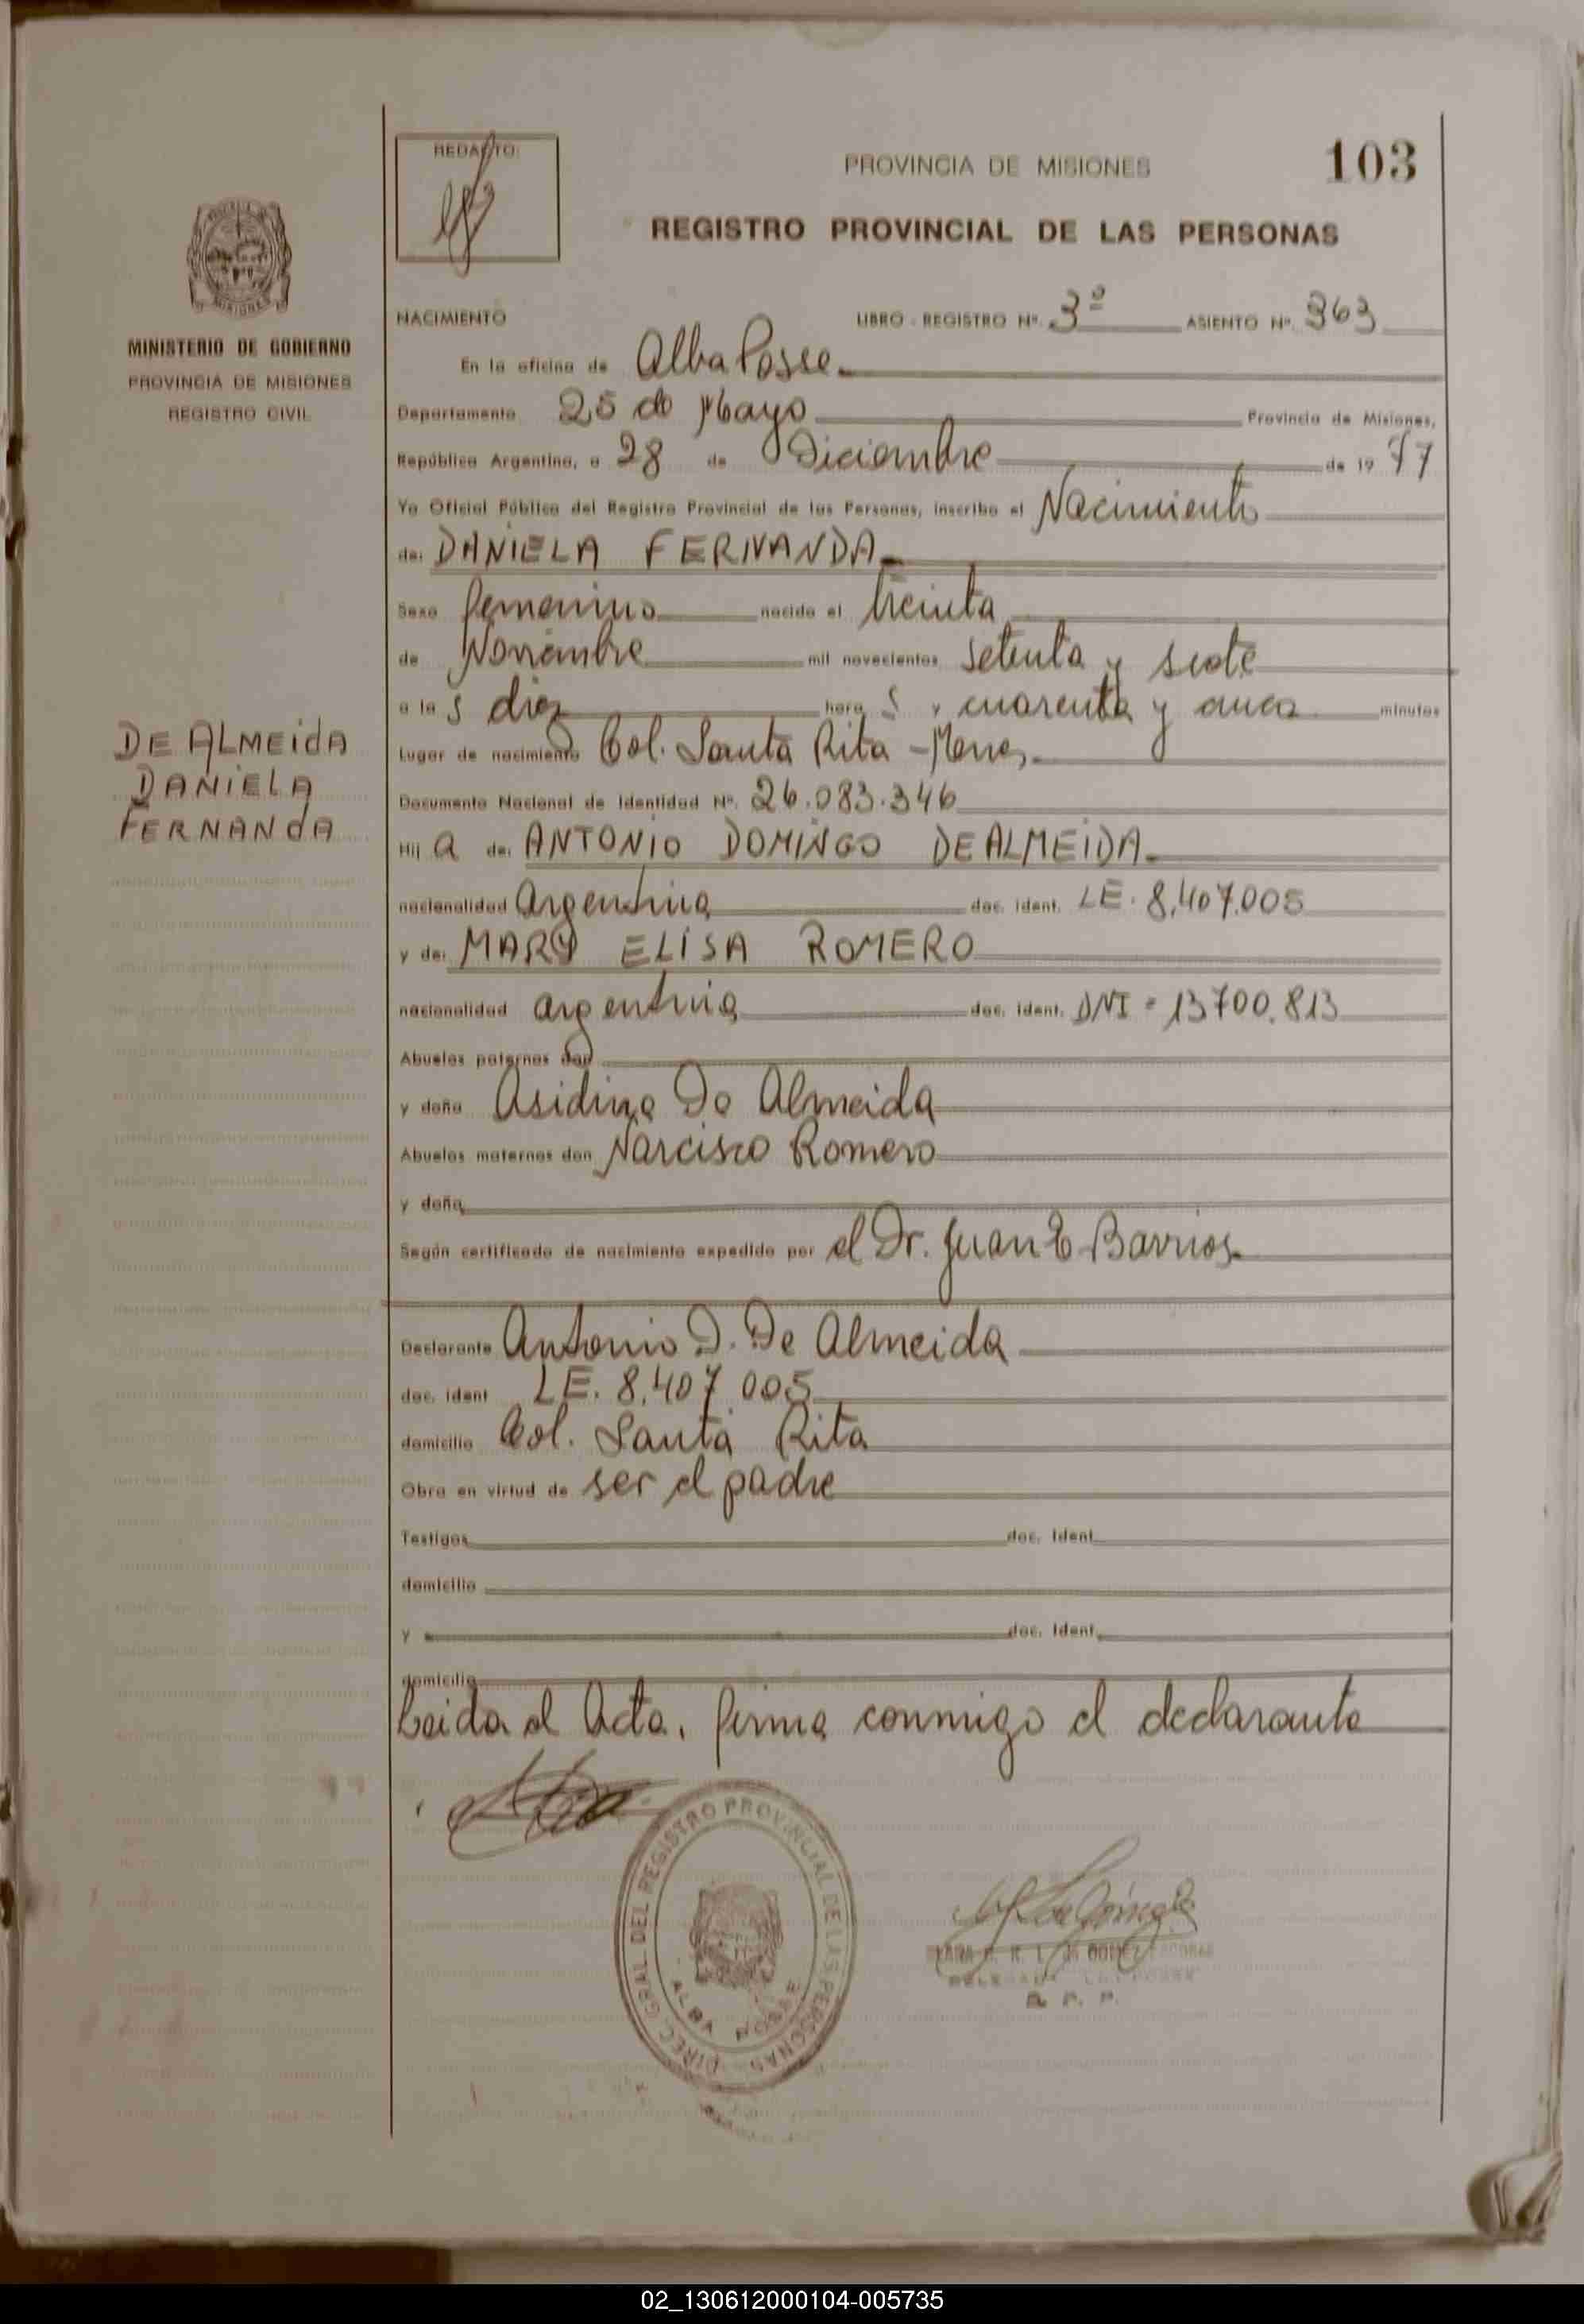 REDACTO:
PROVINCIA DE MISIONES
103
REGISTRO PROVINCIAL DE LAS PERSONAS
MISIONES
MINISTERIO DE GOBIERNO
PROVINCIA DE MISIONES
REGISTRO CIVIL
NACIMIENTO LIBRO - REGISTRO Nº. 3º ASIENTO Nº. 363
En la oficina de Alba Posse
Departamento 25 de Mayo Provincia de Misiones,
República Argentina, a 28 de Diciembre de 19 77
Yo Oficial Público del Registro Provincial de las Personas, inscribo el Nacimiento
de: DANIELA FERNANDA
Sexo femenino nacido el treinta
de Noviembre mil novecientos setenta y siete
a la s diez hora s y cuarenta y cinco minutos
Lugar de nacimiento Col. Santa Rita - Mnes,
DE ALMEIDA
DANIELA
FERNANDA
Documento Nacional de Identidad Nº. 26.083.346
Hij a de: ANTONIO DOMINGO DE ALMEIDA
nacionalidad argentina doc. ident. LE. 8.407.005
y de: MARY ELISA ROMERO
nacionalidad argentina doc. ident. DNI = 13700.813
Abuelos paternos don
y doña Asidina De Almeida
Abuelos maternos don Narcisco Romero
y doña
Según certificado de nacimiento expedido por el Dr. Juan E Barrios
Declarante Antonio D. De Almeida
doc. ident LE. 8.407.005
domicilio Col. Santa Rita
Obra en virtud de ser el padre
Testigos doc. ident.
domicilio
y doc. ident.
domicilio
Leida el Acta, firma conmigo el declarante
DIREC. GRAL. DEL REGISTRO PROVINCIAL DE LAS PERSONAS
ALBA POSSE
R. P. P.
02_130612000104-005735